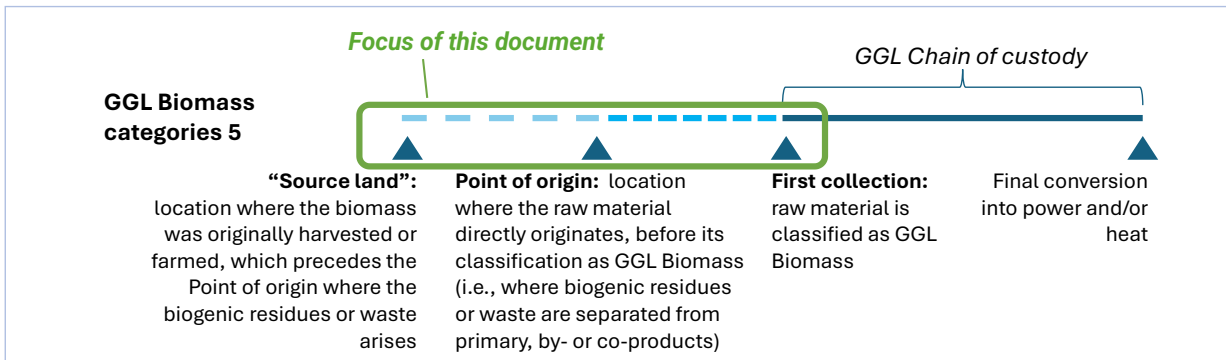 Focus of this document
GGL Chain of custody
GGL Biomass
categories 5
“Source land”:
location where the biomass
was originally harvested or
farmed, which precedes the
Point of origin where the
biogenic residues or waste
arises
Point of origin: location
where the raw material
directly originates, before its
classification as GGL Biomass
(i.e., where biogenic residues
or waste are separated from
primary, by- or co-products)
First collection:
raw material is
classified as GGL
Biomass
Final conversion
into power and/or
heat